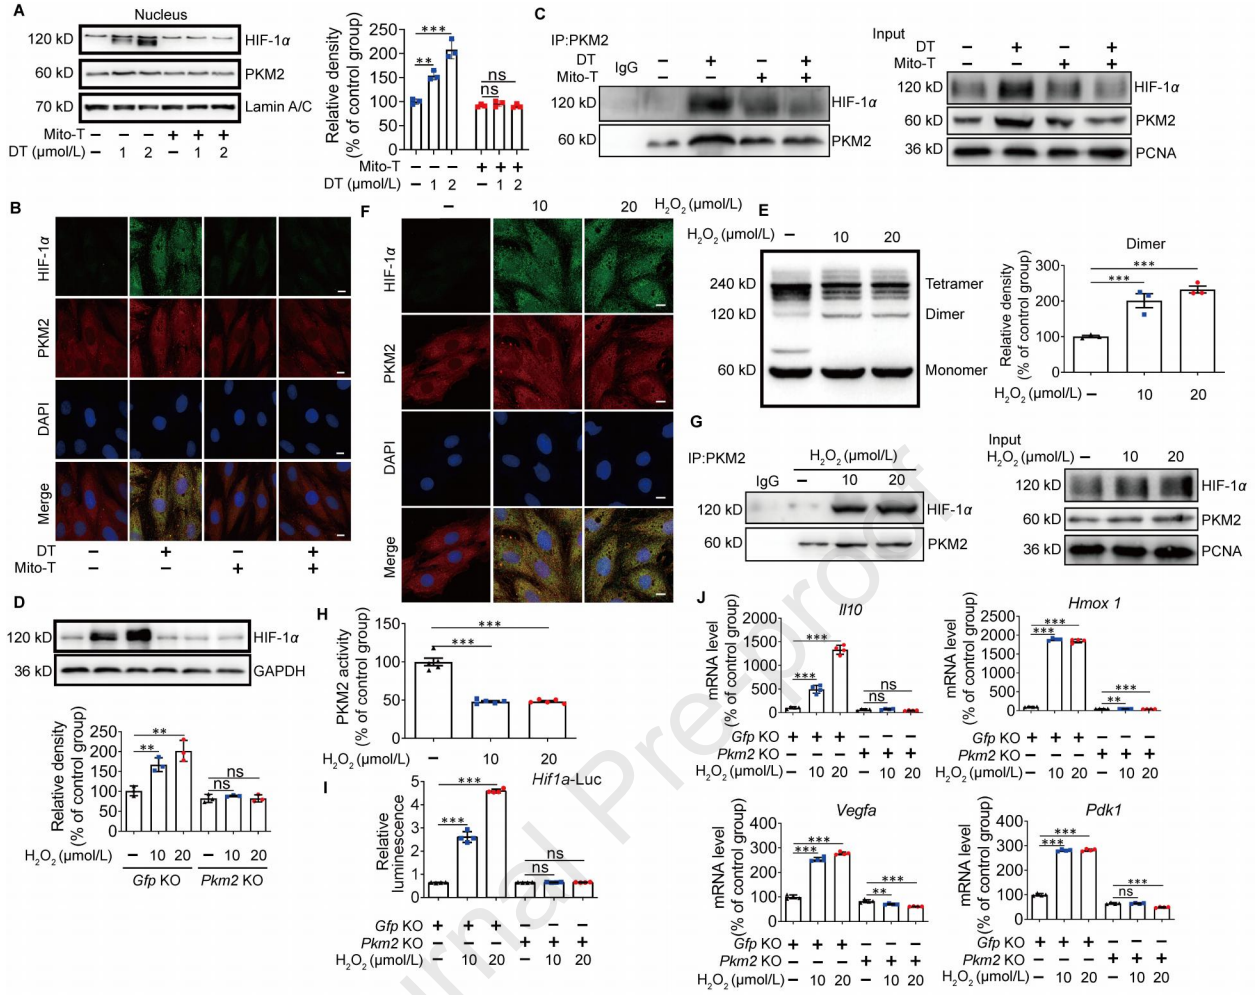 A
Nucleus
120 kD
HIF-1α
60 kD
PKM2
70 kD
Lamin A/C
Mito-T − − − + + +
DT (μmol/L) − 1 2 − 1 2
Relative density
(% of control group)
250
200
150
100
50
0
***
**
ns
ns
Mito-T − − − + + +
DT (μmol/L) − 1 2 − 1 2
C
IP:PKM2
DT − + − +
Mito-T IgG − − + +
120 kD
HIF-1α
60 kD
PKM2
Input
DT − + − +
Mito-T − − + +
120 kD
HIF-1α
60 kD
PKM2
36 kD
PCNA
B
HIF-1α
PKM2
DAPI
Merge
DT − + − +
Mito-T − − + +
F
− 10 20 H2O2 (μmol/L)
HIF-1α
PKM2
DAPI
Merge
E
H2O2 (μmol/L) − 10 20
240 kD
Tetramer
120 kD
Dimer
60 kD
Monomer
Dimer
Relative density
(% of control group)
300
200
100
0
***
***
H2O2 (μmol/L) − 10 20
G
IP:PKM2
H2O2 (μmol/L)
IgG − 10 20
120 kD
HIF-1α
60 kD
PKM2
Input
H2O2 (μmol/L) − 10 20
120 kD
HIF-1α
60 kD
PKM2
36 kD
PCNA
D
120 kD
HIF-1α
36 kD
GAPDH
Relative density
(% of control group)
250
200
150
100
50
0
**
**
ns
ns
H2O2 (μmol/L) − 10 20 − 10 20
Gfp KO Pkm2 KO
H
PKM2 activity
(% of control group)
150
100
50
0
***
***
H2O2 (μmol/L) − 10 20
I
Hif1a-Luc
Relative
luminescence
5
4
3
2
1
0
***
***
ns
ns
Gfp KO + + + − − −
Pkm2 KO − − − + + +
H2O2 (μmol/L) − 10 20 − 10 20
J
Il10
mRNA level
(% of control group)
2000
1500
1000
500
0
***
***
ns
ns
Gfp KO + + + − − −
Pkm2 KO − − − + + +
H2O2 (μmol/L) − 10 20 − 10 20
Hmox 1
mRNA level
(% of control group)
2500
2000
1500
1000
500
0
***
***
***
**
Gfp KO + + + − − −
Pkm2 KO − − − + + +
H2O2 (μmol/L) − 10 20 − 10 20
Vegfa
mRNA level
(% of control group)
400
300
200
100
0
***
***
***
**
Gfp KO + + + − − −
Pkm2 KO − − − + + +
H2O2 (μmol/L) − 10 20 − 10 20
Pdk1
mRNA level
(% of control group)
400
300
200
100
0
***
***
***
ns
Gfp KO + + + − − −
Pkm2 KO − − − + + +
H2O2 (μmol/L) − 10 20 − 10 20
urnal Pre-proof